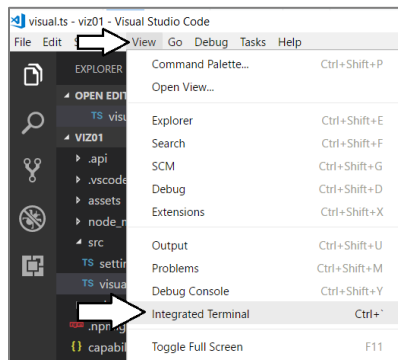 visual.ts - viz01 - Visual Studio Code
File Edit View Go Debug Tasks Help
EXPLORER
OPEN EDIT
TS visu
VIZ01
.api
.vscode
assets
node_m
src
TS settin
TS visua
.npmig
{} capabil
Command Palette... Ctrl+Shift+P
Open View...
Explorer Ctrl+Shift+E
Search Ctrl+Shift+F
SCM Ctrl+Shift+G
Debug Ctrl+Shift+D
Extensions Ctrl+Shift+X
Output Ctrl+Shift+U
Problems Ctrl+Shift+M
Debug Console Ctrl+Shift+Y
Integrated Terminal Ctrl+`
Toggle Full Screen F11